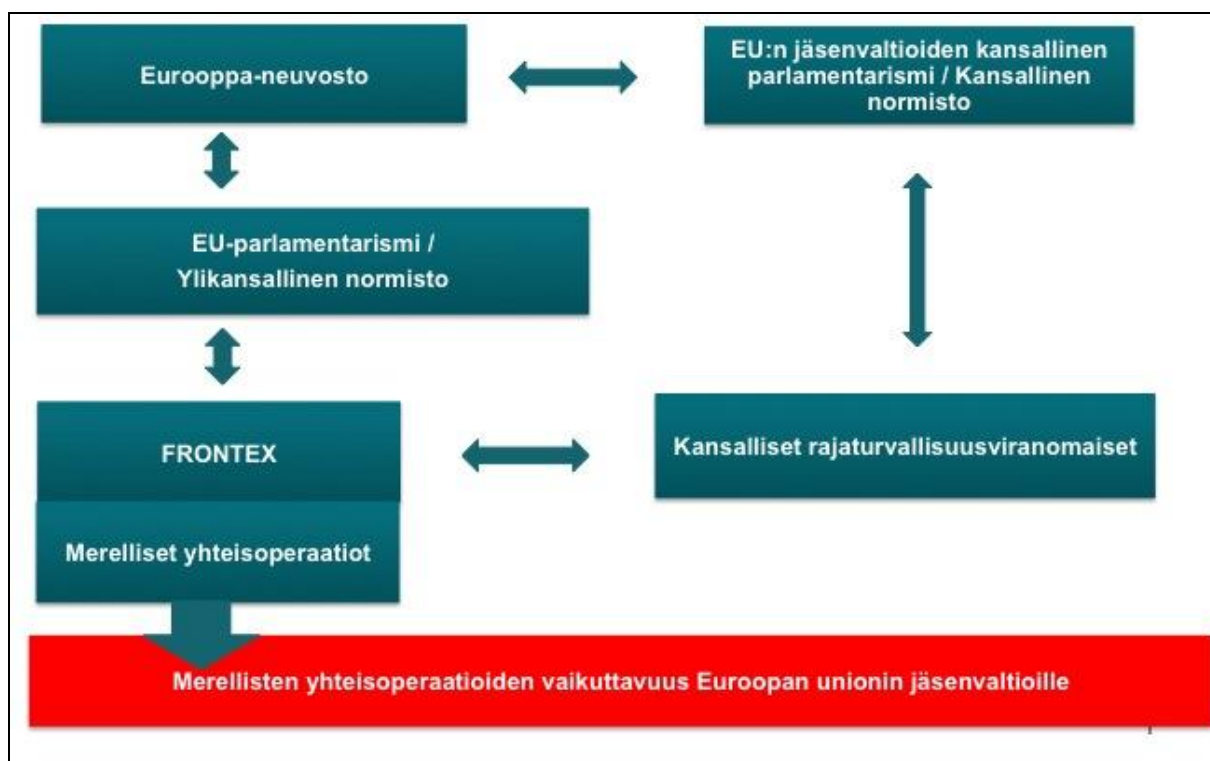 Eurooppa-neuvosto
EU:n jäsenvaltioiden kansallinen
parlamentarismi / Kansallinen
normisto
EU-parlamentarismi /
Ylikansallinen normisto
FRONTEX
Kansalliset rajaturvallisuusviranomaiset
Merelliset yhteisoperaatiot
Merellisten yhteisoperaatioiden vaikuttavuus Euroopan unionin jäsenvaltioille